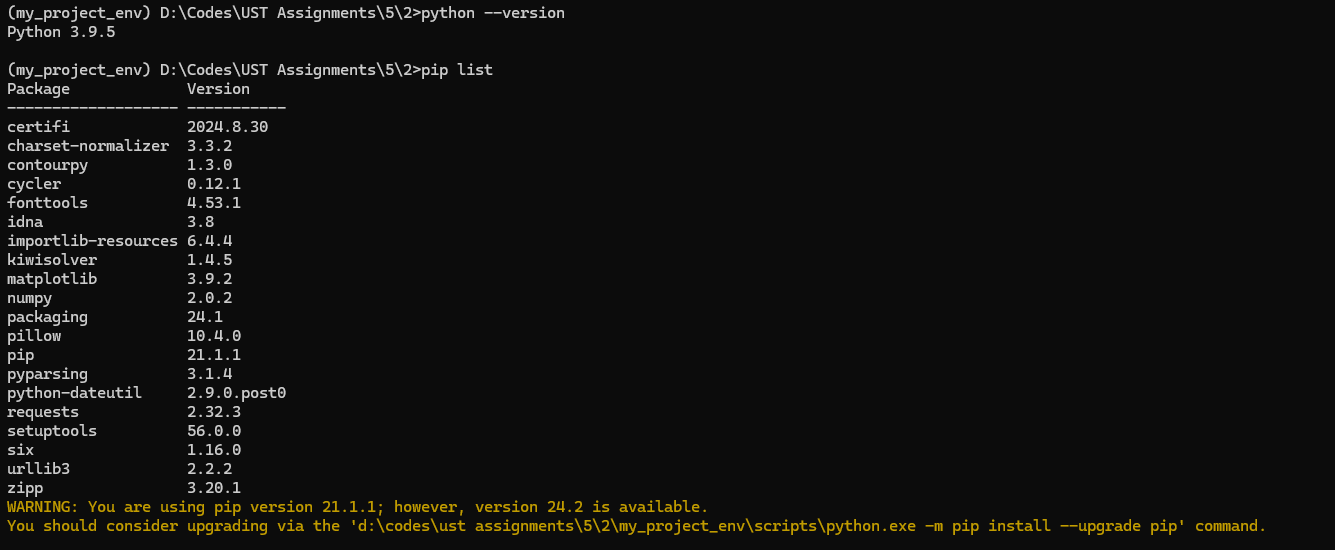 (my_project_env) D:\Codes\UST Assignments\5\2>python --version
Python 3.9.5
(my_project_env) D:\Codes\UST Assignments\5\2>pip list
Package             Version
------------------- -----------
certifi             2024.8.30
charset-normalizer  3.3.2
contourpy           1.3.0
cycler              0.12.1
fonttools           4.53.1
idna                3.8
importlib-resources 6.4.4
kiwisolver          1.4.5
matplotlib          3.9.2
numpy               2.0.2
packaging           24.1
pillow              10.4.0
pip                 21.1.1
pyparsing           3.1.4
python-dateutil     2.9.0.post0
requests            2.32.3
setuptools          56.0.0
six                 1.16.0
urllib3             2.2.2
zipp                3.20.1
WARNING: You are using pip version 21.1.1; however, version 24.2 is available.
You should consider upgrading via the 'd:\codes\ust assignments\5\2\my_project_env\scripts\python.exe -m pip install --upgrade pip' command.